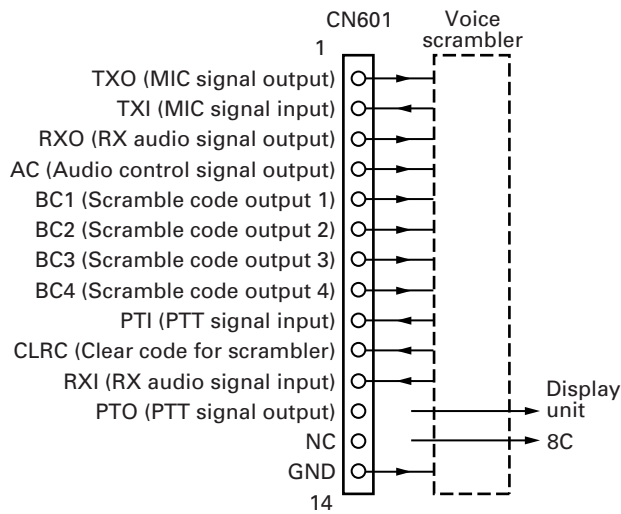 CN601
Voice
scrambler
1
TXO (MIC signal output)
TXI (MIC signal input)
RXO (RX audio signal output)
AC (Audio control signal output)
BC1 (Scramble code output 1)
BC2 (Scramble code output 2)
BC3 (Scramble code output 3)
BC4 (Scramble code output 4)
PTI (PTT signal input)
CLRC (Clear code for scrambler)
RXI (RX audio signal input)
PTO (PTT signal output)
Display
unit
NC
8C
GND
14